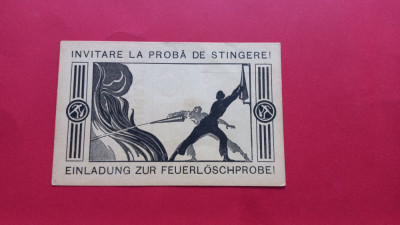 INVITARE LA PROBĂ DE STINGERE!
EINLADUNG ZUR FEUERLÖSCHPROBE!